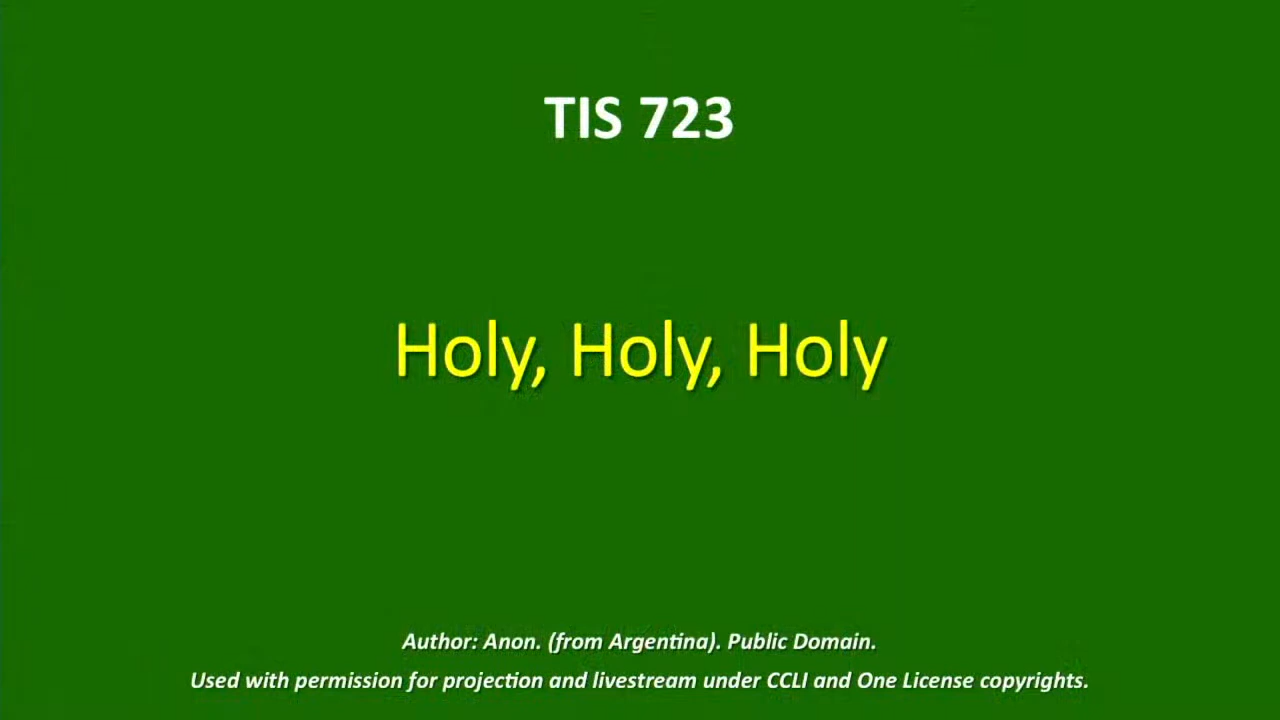 TIS 723
Holy, Holy, Holy
Author: Anon. (from Argentina). Public Domain.
Used with permission for projection and livestream under CCLI and One License copyrights.